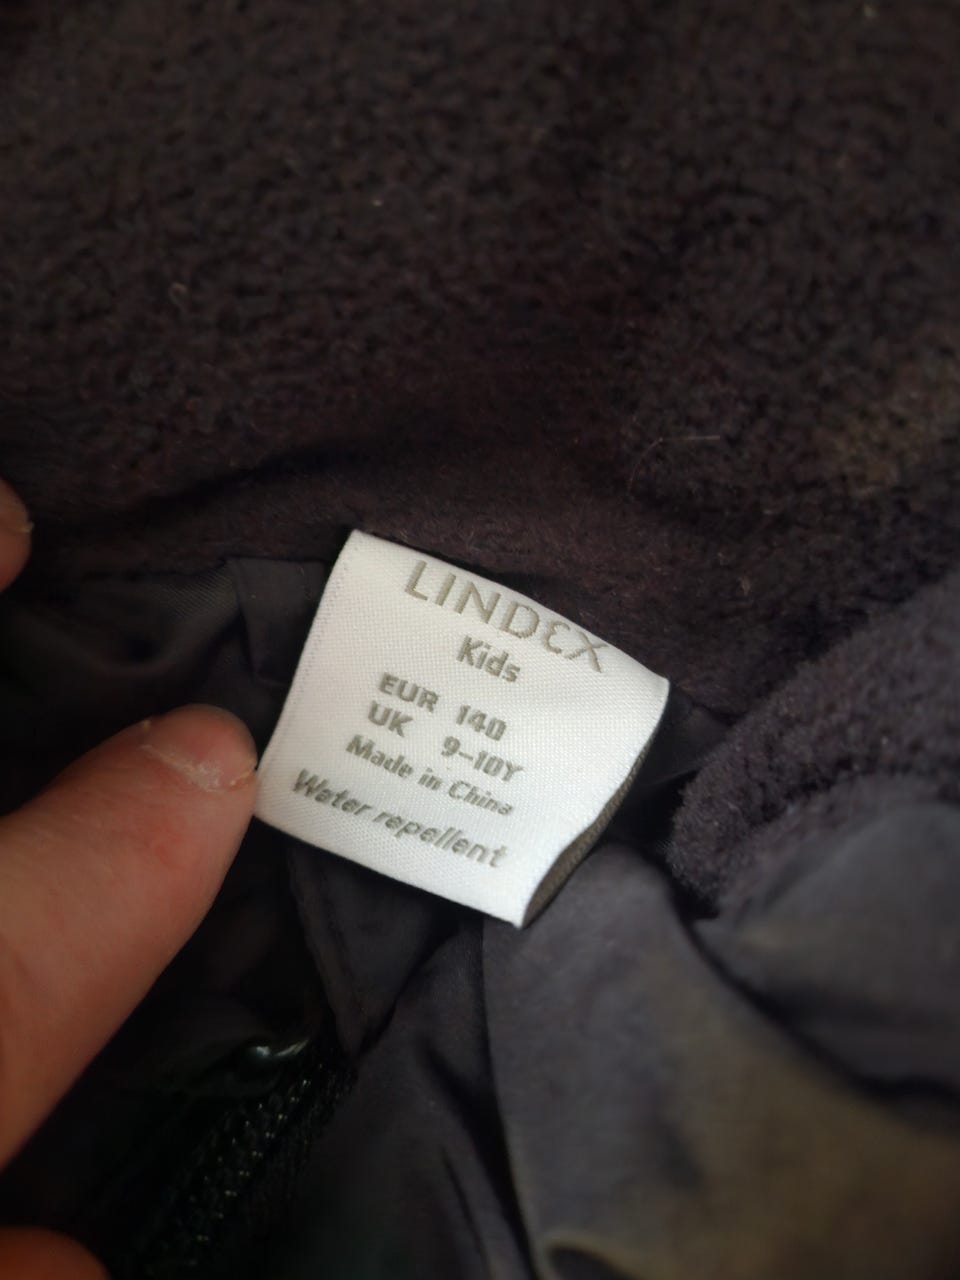 LINDEX
Kids
EUR 140
UK 9-10Y
Made in China
Water repellent